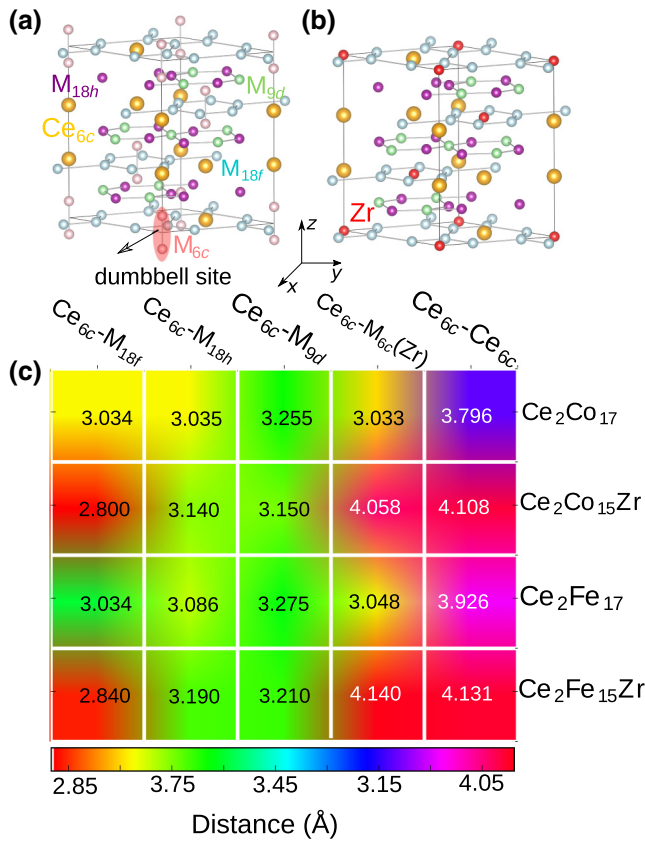 (a)
(b)
M18h
M9d
Ce6c
M18f
Zr
M6c
dumbbell site
z
y
x
Ce6c-M18f
Ce6c-M18h
Ce6c-M9d
Ce6c-M6c(Zr)
Ce6c-Ce6c
(c)
3.034 3.035 3.255 3.033 3.796 Ce2Co17
2.800 3.140 3.150 4.058 4.108 Ce2Co15Zr
3.034 3.086 3.275 3.048 3.926 Ce2Fe17
2.840 3.190 3.210 4.140 4.131 Ce2Fe15Zr
2.85 3.75 3.45 3.15 4.05
Distance (Å)